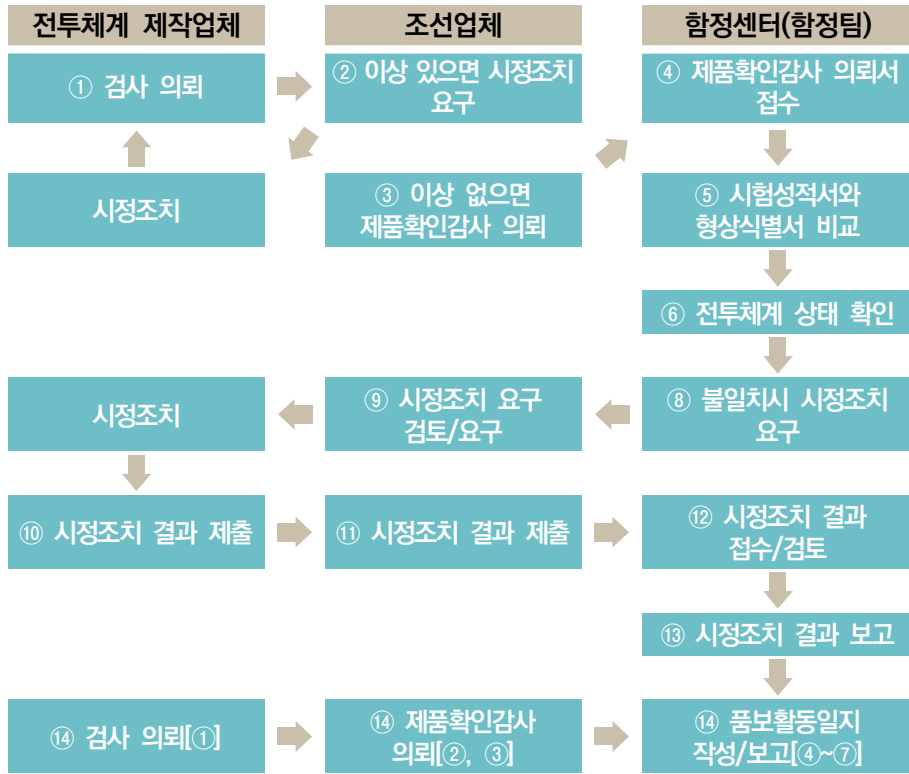 전투체계 제작업체
조선업체
함정센터(함정팀)
① 검사 의뢰
② 이상 있으면 시정조치
요구
④ 제품확인감사 의뢰서
접수
시정조치
③ 이상 없으면
제품확인감사 의뢰
⑤ 시험성적서와
형상식별서 비교
⑥ 전투체계 상태 확인
시정조치
⑨ 시정조치 요구
검토/요구
⑧ 불일치시 시정조치
요구
⑩ 시정조치 결과 제출
⑪ 시정조치 결과 제출
⑫ 시정조치 결과
접수/검토
⑬ 시정조치 결과 보고
⑭ 검사 의뢰[①]
⑭ 제품확인감사
의뢰[②, ③]
⑭ 품보활동일지
작성/보고[④~⑦]